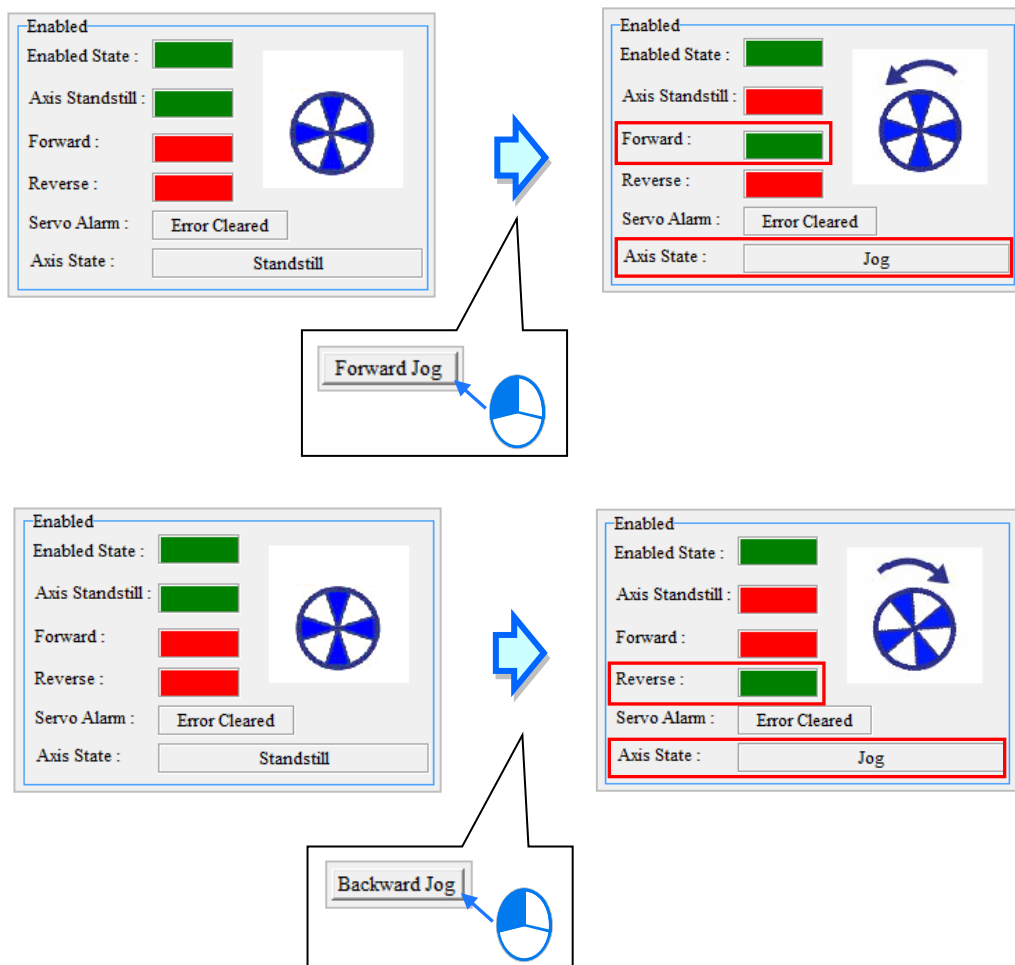 Enabled
Enabled State :
Axis Standstill :
Forward :
Reverse :
Servo Alarm : Error Cleared
Axis State : Standstill
Enabled
Enabled State :
Axis Standstill :
Forward :
Reverse :
Servo Alarm : Error Cleared
Axis State : Jog
Forward Jog
Enabled
Enabled State :
Axis Standstill :
Forward :
Reverse :
Servo Alarm : Error Cleared
Axis State : Standstill
Enabled
Enabled State :
Axis Standstill :
Forward :
Reverse :
Servo Alarm : Error Cleared
Axis State : Jog
Backward Jog